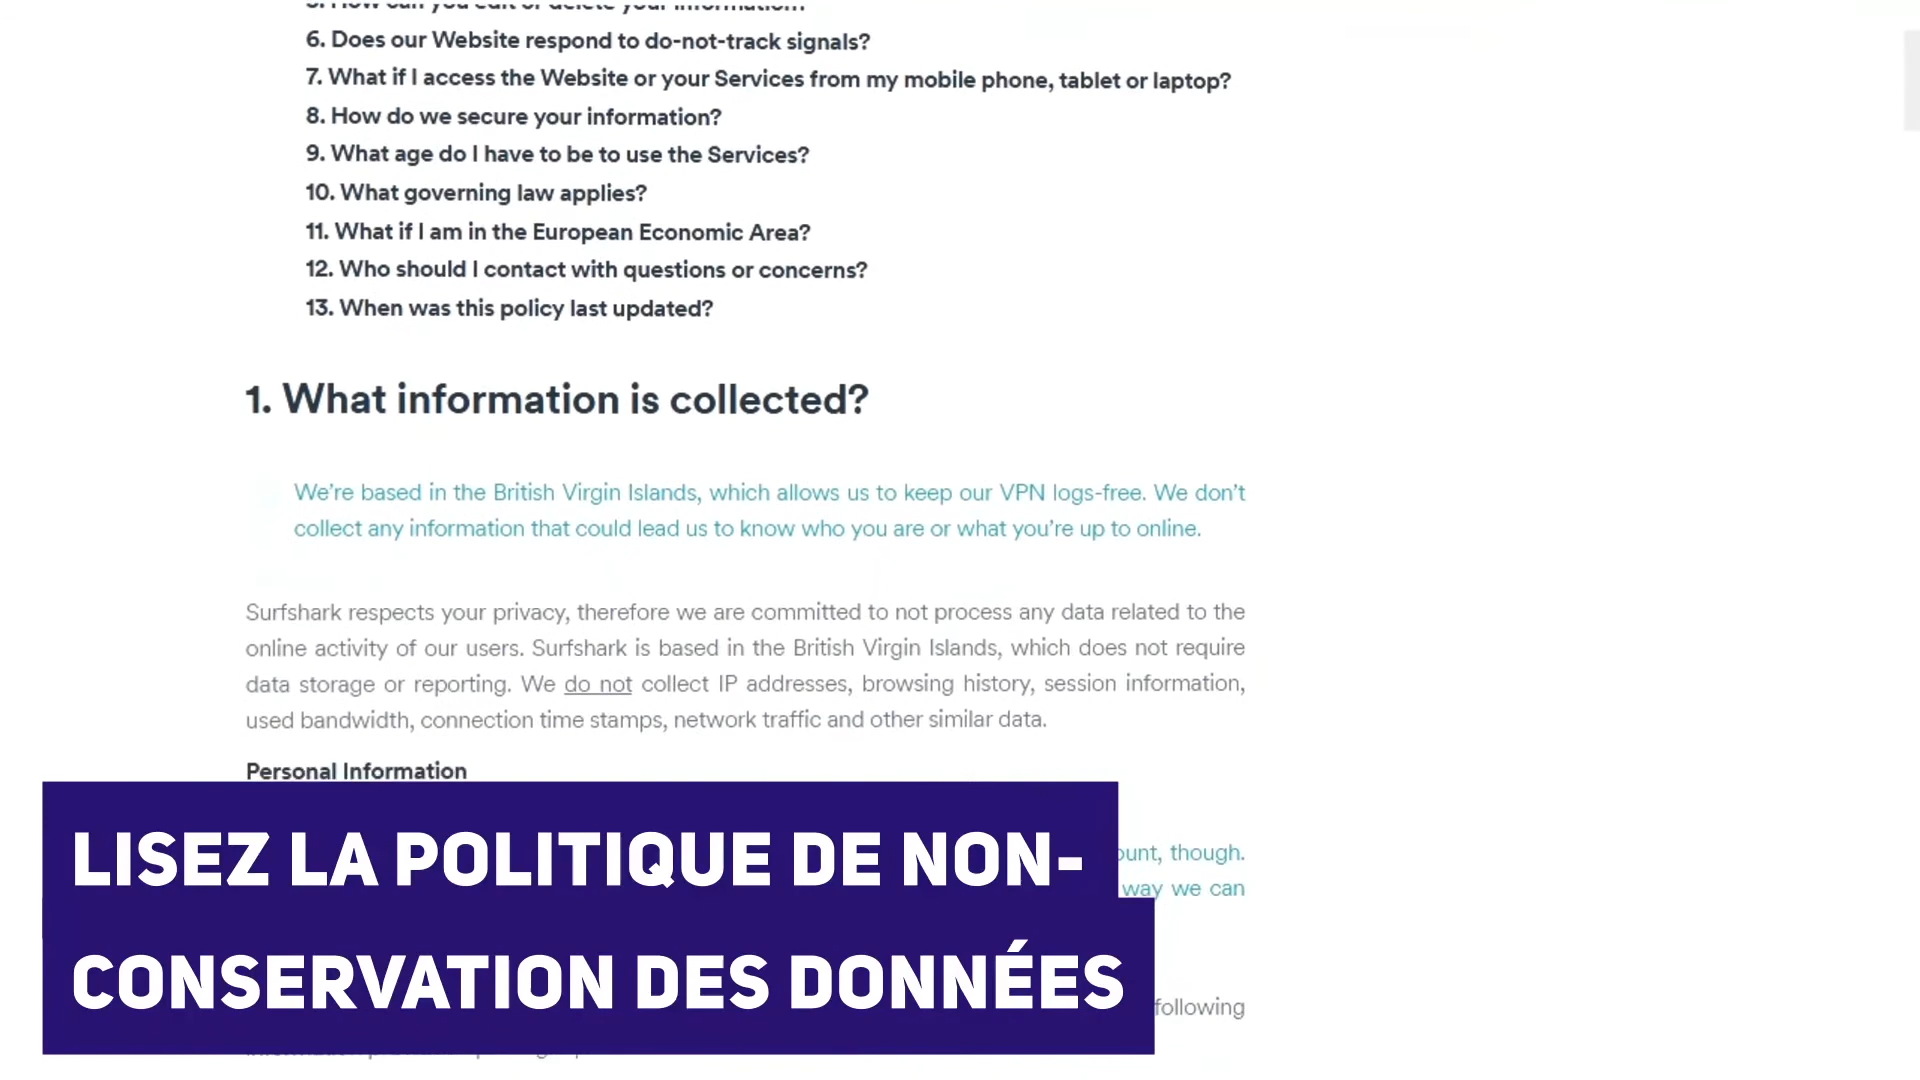 5. How can you edit or delete your information?
6. Does our Website respond to do-not-track signals?
7. What if I access the Website or your Services from my mobile phone, tablet or laptop?
8. How do we secure your information?
9. What age do I have to be to use the Services?
10. What governing law applies?
11. What if I am in the European Economic Area?
12. Who should I contact with questions or concerns?
13. When was this policy last updated?
1. What information is collected?
We're based in the British Virgin Islands, which allows us to keep our VPN logs-free. We don't
collect any information that could lead us to know who you are or what you're up to online.
Surfshark respects your privacy, therefore we are committed to not process any data related to the
online activity of our users. Surfshark is based in the British Virgin Islands, which does not require
data storage or reporting. We do not collect IP addresses, browsing history, session information,
used bandwidth, connection time stamps, network traffic and other similar data.
Personal Information
LISEZ LA POLITIQUE DE NON-
CONSERVATION DES DONNÉES
though.
way we can
following